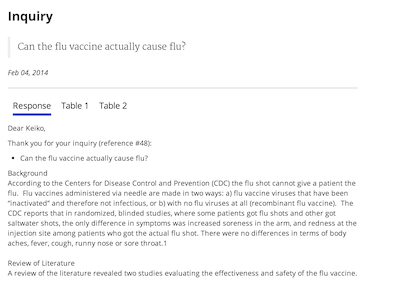 Inquiry
Can the flu vaccine actually cause flu?
Feb 04, 2014
Response Table 1 Table 2
Dear Keiko,
Thank you for your inquiry (reference #48):
• Can the flu vaccine actually cause flu?
Background
According to the Centers for Disease Control and Prevention (CDC) the flu shot cannot give a patient the
flu.  Flu vaccines administered via needle are made in two ways: a) flu vaccine viruses that have been
"inactivated" and therefore not infectious, or b) with no flu viruses at all (recombinant flu vaccine).  The
CDC reports that in randomized, blinded studies, where some patients got flu shots and other got
saltwater shots, the only difference in symptoms was increased soreness in the arm, and redness at the
injection site among patients who got the actual flu shot. There were no differences in terms of body
aches, fever, cough, runny nose or sore throat.1
Review of Literature
A review of the literature revealed two studies evaluating the effectiveness and safety of the flu vaccine.